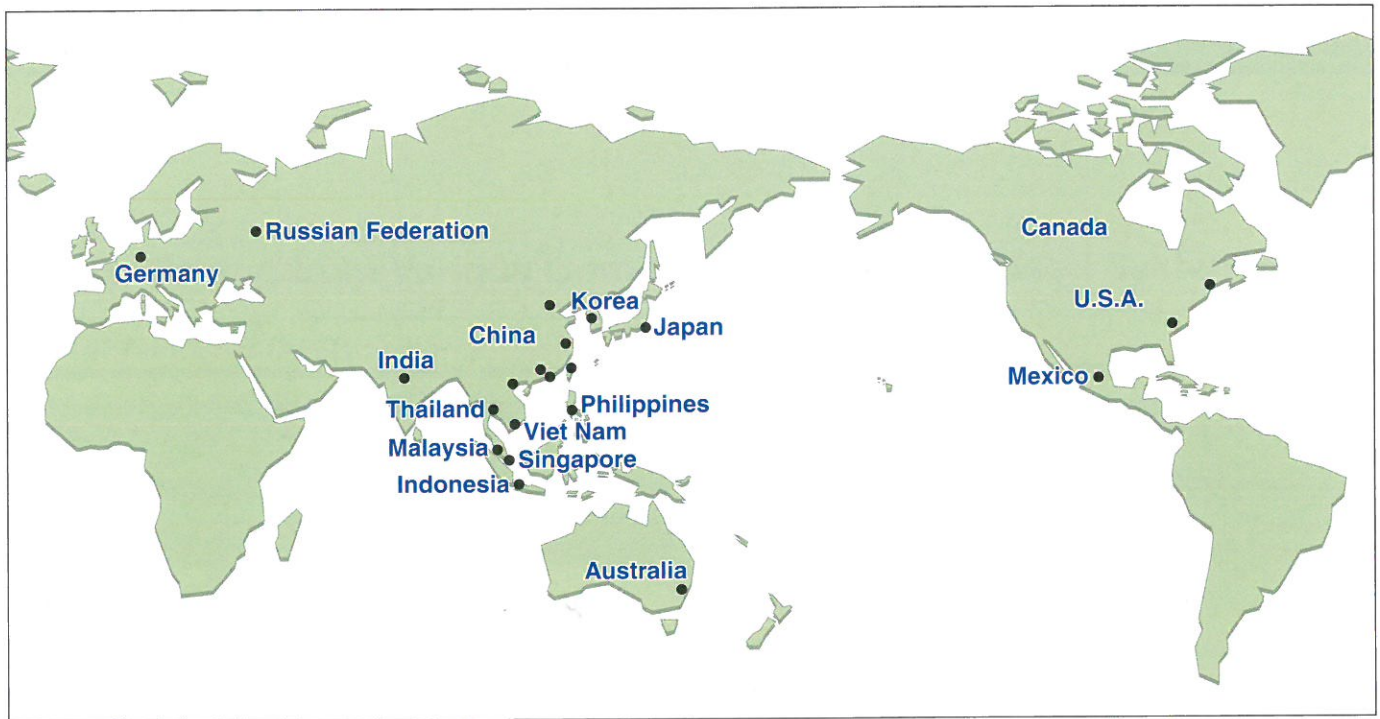 Russian Federation
Canada
Germany
Korea
U.S.A.
China
Japan
India
Mexico
Thailand
Philippines
Viet Nam
Malaysia
Singapore
Indonesia
Australia